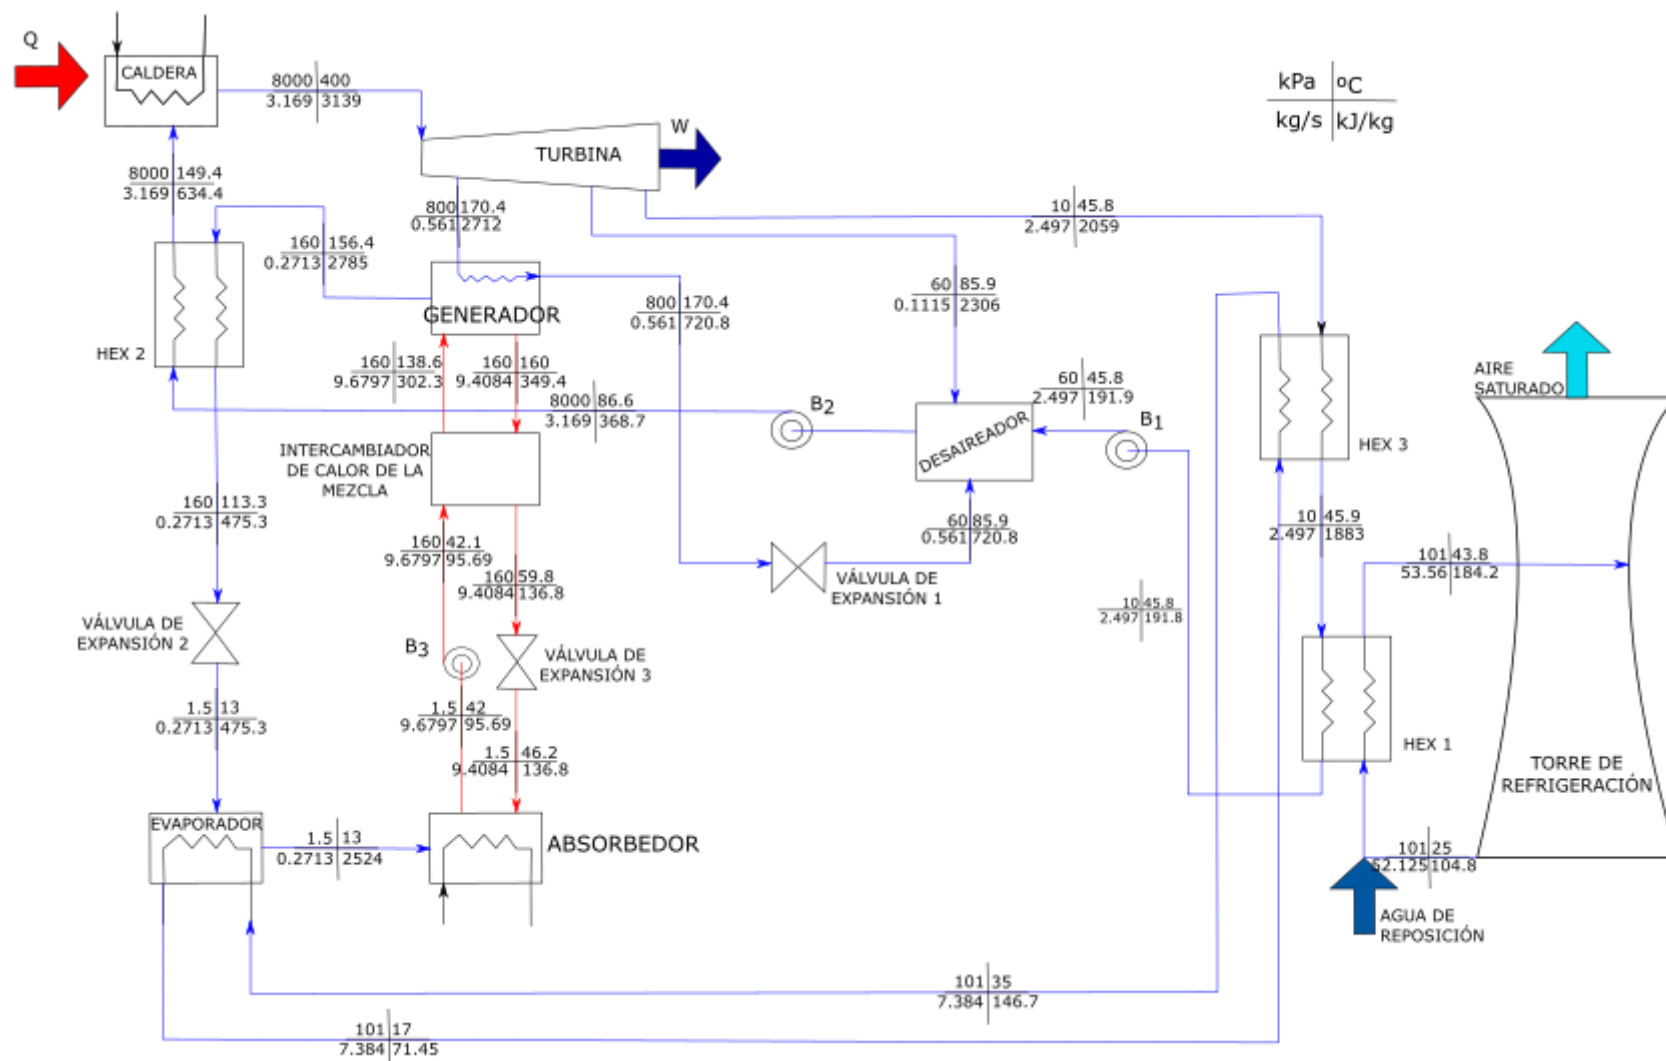 Q
CALDERA
8000 400
3.169 3139
kPa ºC
kg/s kJ/kg
W
TURBINA
8000 149.4
3.169 634.4
800 170.4
0.561 2712
10 45.8
2.497 2059
160 156.4
0.2713 2785
60 85.9
0.1115 2306
GENERADOR
800 170.4
0.561 720.8
HEX 2
160 138.6
9.6797 302.3
160 160
9.4084 349.4
AIRE
SATURADO
60 45.8
2.497 191.9
8000 86.6
3.169 368.7
B2
B1
DESAIREADOR
HEX 3
INTERCAMBIADOR
DE CALOR DE LA
MEZCLA
160 113.3
0.2713 475.3
10 45.9
2.497 1883
60 85.9
0.561 720.8
160 42.1
9.6797 95.69
160 59.8
9.4084 136.8
101 43.8
53.56 184.2
VÁLVULA DE
EXPANSIÓN 1
10 45.8
2.497 191.8
VÁLVULA DE
EXPANSIÓN 2
B3
VÁLVULA DE
EXPANSIÓN 3
1.5 13
0.2713 475.3
1.5 42
9.6797 95.69
1.5 46.2
9.4084 136.8
HEX 1
TORRE DE
REFRIGERACIÓN
EVAPORADOR
1.5 13
0.2713 2524
ABSORBEDOR
101 25
52.125 104.8
AGUA DE
REPOSICIÓN
101 35
7.384 146.7
101 17
7.384 71.45